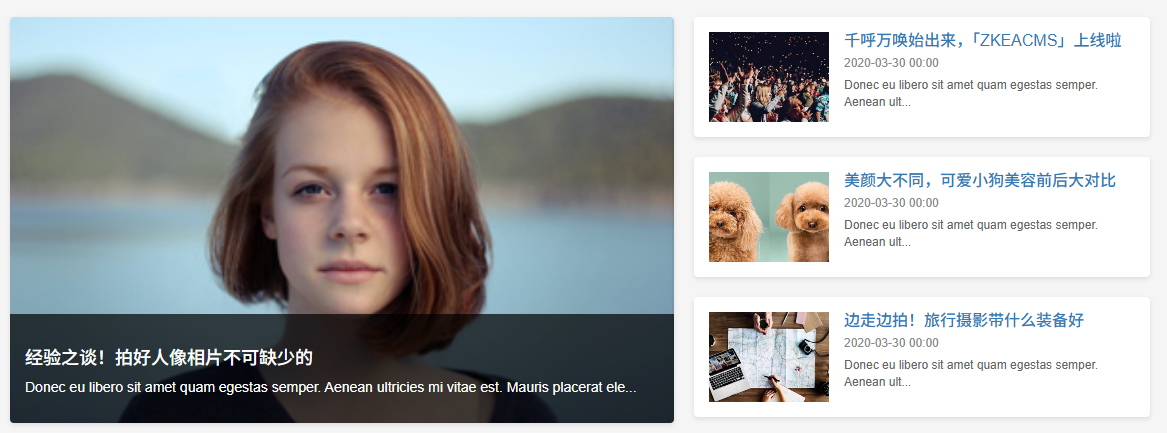 经验之谈！拍好人像相片不可缺少的
Donec eu libero sit amet quam egestas semper. Aenean ultricies mi vitae est. Mauris placerat ele...
千呼万唤始出来，「ZKEACMS」上线啦
2020-03-30 00:00
Donec eu libero sit amet quam egestas semper.
Aenean ult...
美颜大不同，可爱小狗美容前后大对比
2020-03-30 00:00
Donec eu libero sit amet quam egestas semper.
Aenean ult...
边走边拍！旅行摄影带什么装备好
2020-03-30 00:00
Donec eu libero sit amet quam egestas semper.
Aenean ult...